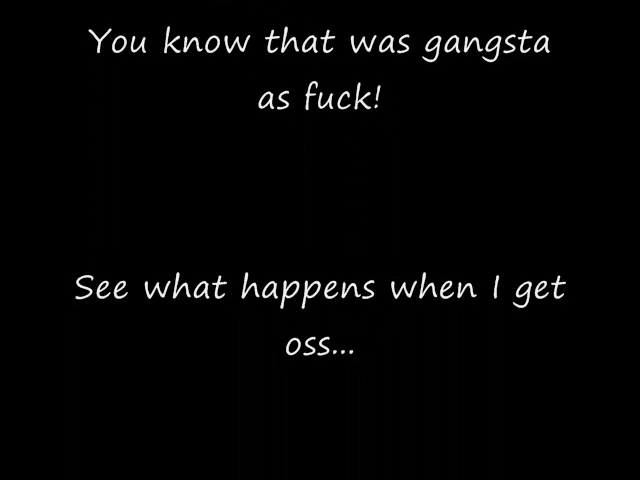 You know that was gangsta
as fuck!
See what happens when I get
oss...